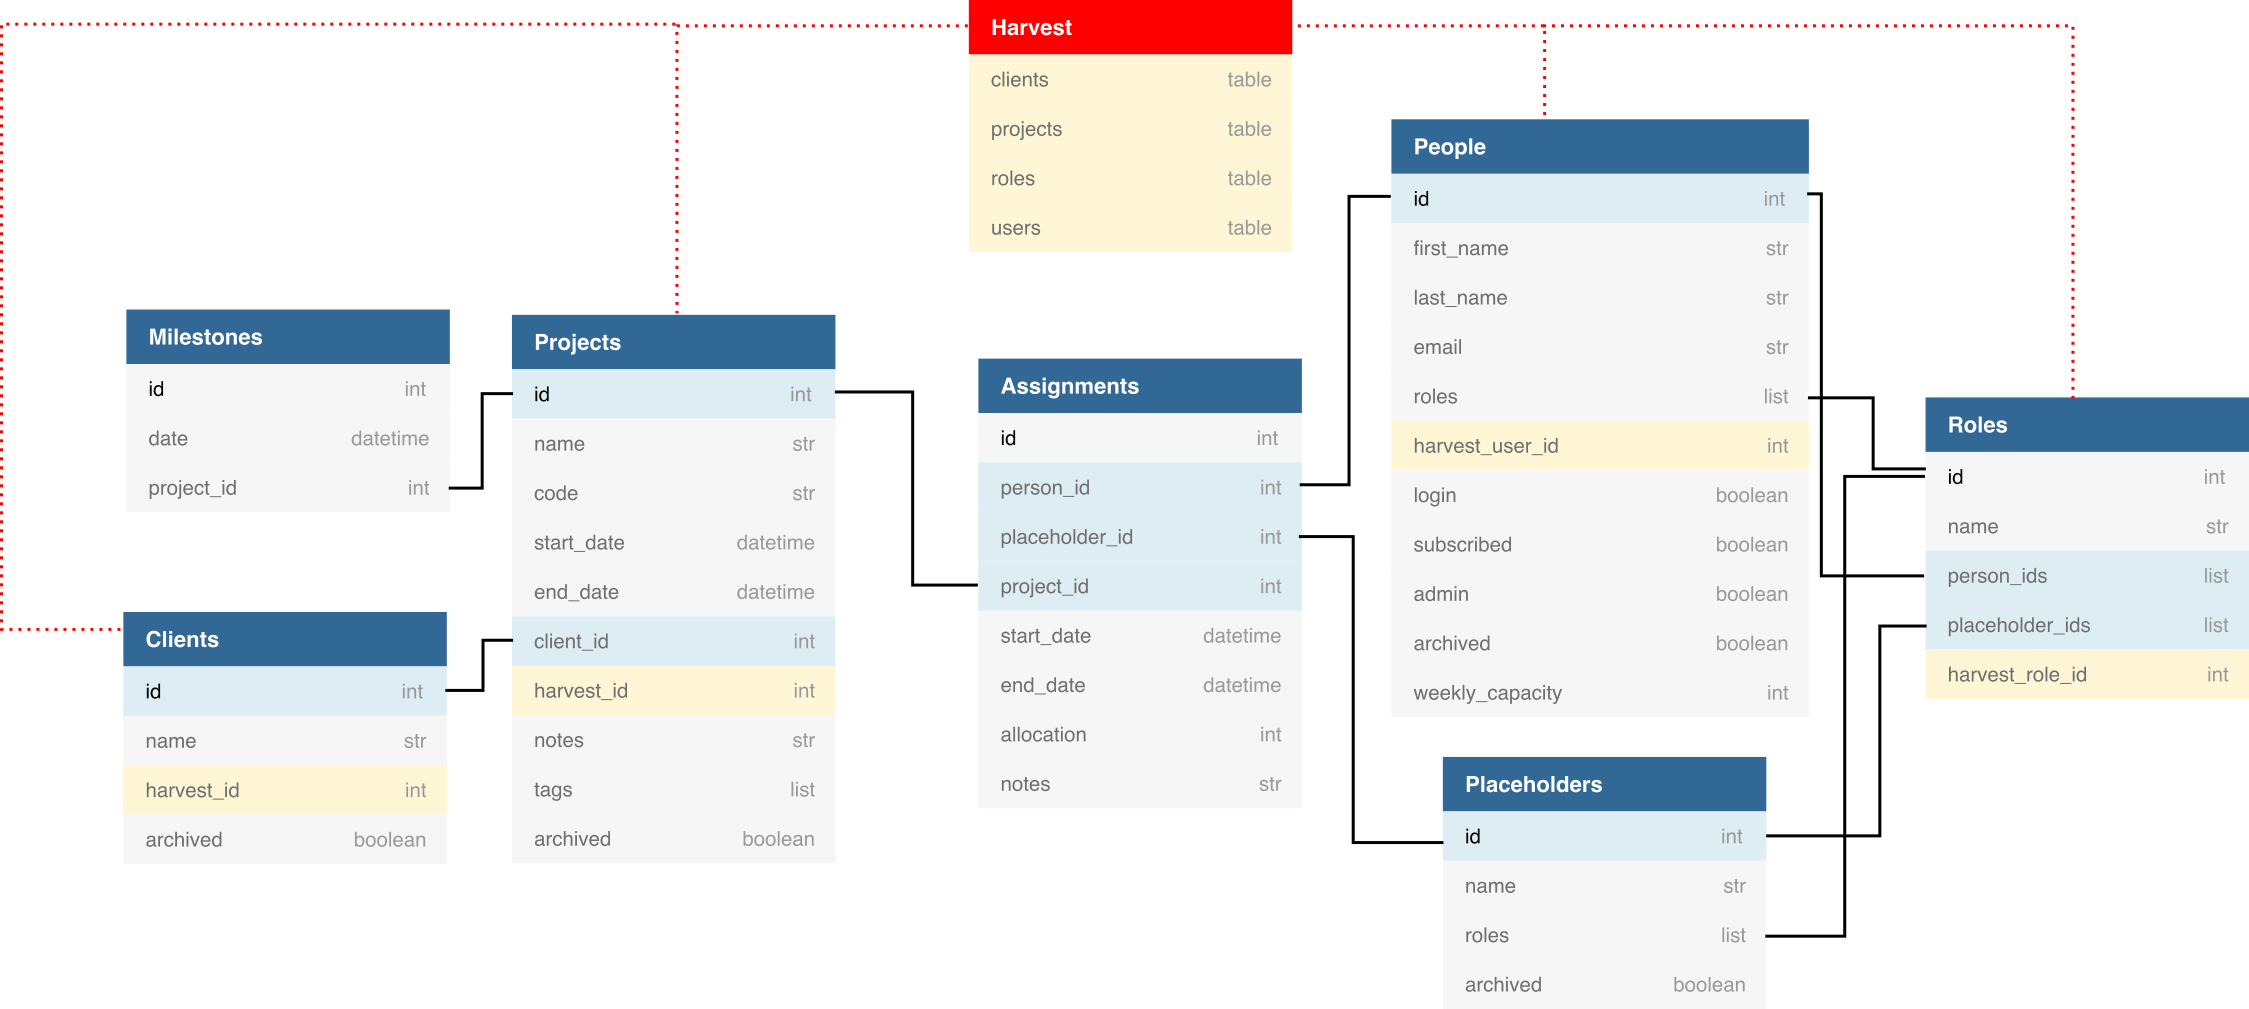 Harvest
clients table
projects table
roles table
users table
People
id int
first_name str
last_name str
email str
roles list
harvest_user_id int
login boolean
subscribed boolean
admin boolean
archived boolean
weekly_capacity int
Milestones
id int
date datetime
project_id int
Projects
id int
name str
code str
start_date datetime
end_date datetime
client_id int
harvest_id int
notes str
tags list
archived boolean
Assignments
id int
person_id int
placeholder_id int
project_id int
start_date datetime
end_date datetime
allocation int
notes str
Roles
id int
name str
person_ids list
placeholder_ids list
harvest_role_id int
Clients
id int
name str
harvest_id int
archived boolean
Placeholders
id int
name str
roles list
archived boolean